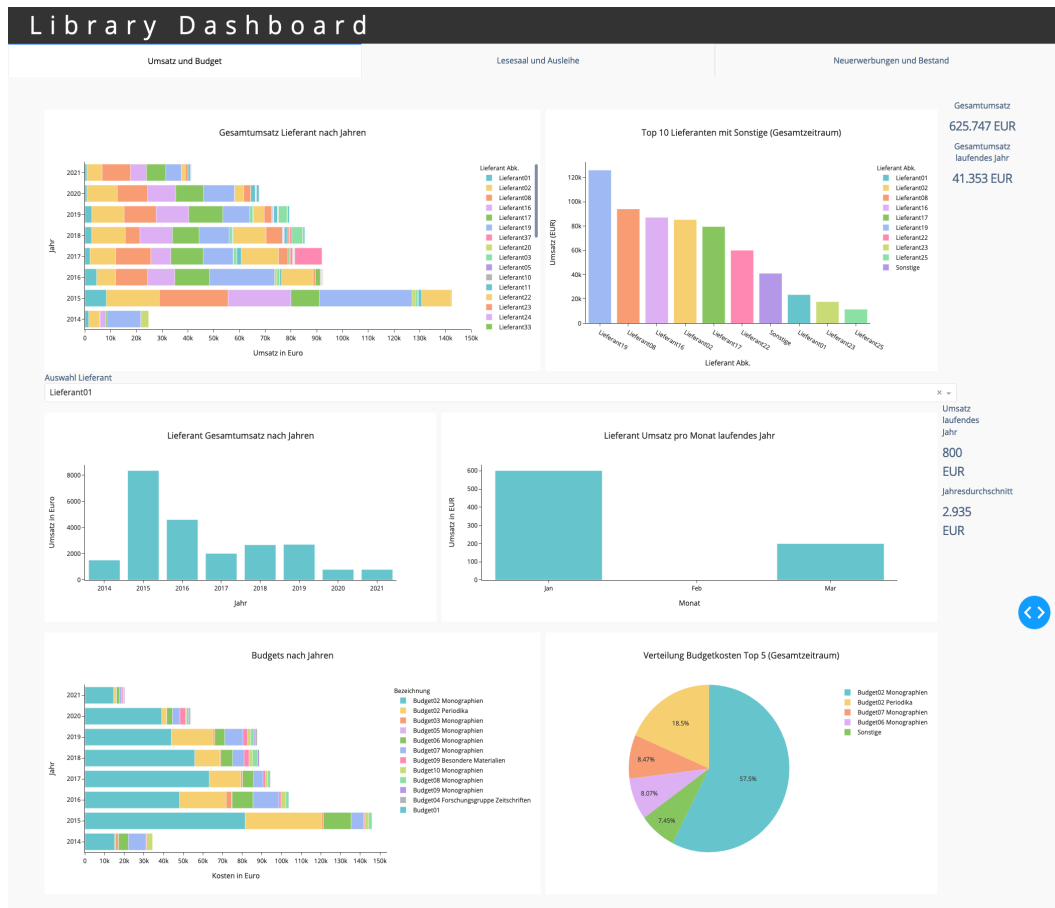 Library Dashboard
Umsatz und Budget
Lesesaal und Ausleihe
Neuerwerbungen und Bestand
Gesamtumsatz Lieferant nach Jahren
Jahr
2021
2020
2019
2018
2017
2016
2015
2014
0 10k 20k 30k 40k 50k 60k 70k 80k 90k 100k 110k 120k 130k 140k 150k
Umsatz in Euro
Lieferant Abk.
Lieferant01
Lieferant02
Lieferant08
Lieferant16
Lieferant17
Lieferant19
Lieferant37
Lieferant20
Lieferant03
Lieferant05
Lieferant10
Lieferant11
Lieferant22
Lieferant23
Lieferant24
Lieferant33
Top 10 Lieferanten mit Sonstige (Gesamtzeitraum)
Umsatz (EUR)
120k
100k
80k
60k
40k
20k
0
Lieferant19 Lieferant08 Lieferant16 Lieferant02 Lieferant17 Lieferant22 Sonstige Lieferant01 Lieferant23 Lieferant25
Lieferant Abk.
Lieferant Abk.
Lieferant01
Lieferant02
Lieferant08
Lieferant16
Lieferant17
Lieferant19
Lieferant22
Lieferant23
Lieferant25
Sonstige
Gesamtumsatz
625.747 EUR
Gesamtumsatz
laufendes Jahr
41.353 EUR
Auswahl Lieferant
Lieferant01
×
Lieferant Gesamtumsatz nach Jahren
Umsatz in Euro
8000
6000
4000
2000
0
2014 2015 2016 2017 2018 2019 2020 2021
Jahr
Lieferant Umsatz pro Monat laufendes Jahr
Umsatz in EUR
600
500
400
300
200
100
0
Jan Feb Mar
Monat
Umsatz
laufendes
Jahr
800
EUR
Jahresdurchschnitt
2.935
EUR
Budgets nach Jahren
Jahr
2021
2020
2019
2018
2017
2016
2015
2014
0 10k 20k 30k 40k 50k 60k 70k 80k 90k 100k 110k 120k 130k 140k 150k
Kosten in Euro
Bezeichnung
Budget02 Monographien
Budget02 Periodika
Budget03 Monographien
Budget05 Monographien
Budget06 Monographien
Budget07 Monographien
Budget09 Besondere Materialien
Budget10 Monographien
Budget08 Monographien
Budget09 Monographien
Budget04 Forschungsgruppe Zeitschriften
Budget01
Verteilung Budgetkosten Top 5 (Gesamtzeitraum)
18.5%
8.47%
8.07%
7.45%
57.5%
Budget02 Monographien
Budget02 Periodika
Budget07 Monographien
Budget06 Monographien
Sonstige